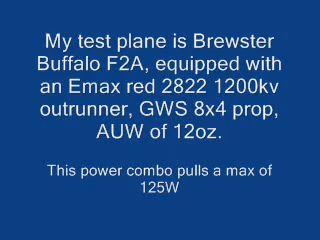 My test plane is Brewster
Buffalo F2A, equipped with
an Emax red 2822 1200kv
outrunner, GWS 8x4 prop,
AUW of 12oz.
This power combo pulls a max of
125W